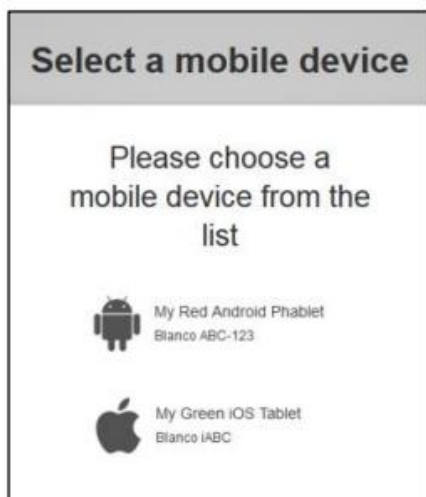 Select a mobile device
Please choose a
mobile device from the
list
My Red Android Phablet
Blanco ABC-123
My Green iOS Tablet
Blanco iABC